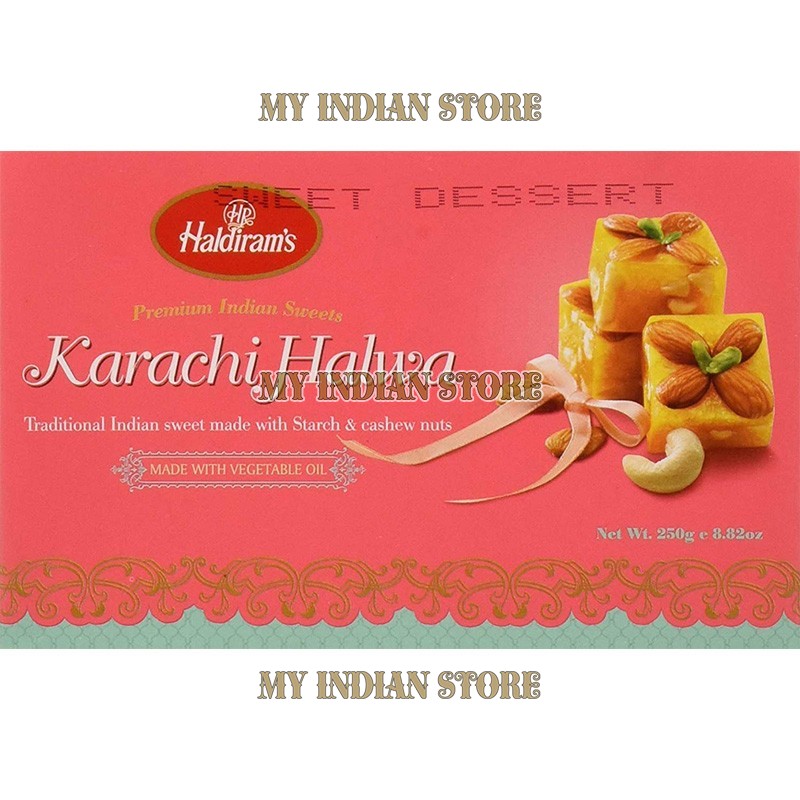 MY INDIAN STORE
SWEET DESSERT
HR
Haldiram's
Premium Indian Sweets
Karachi Halwa
MY INDIAN STORE
Traditional Indian sweet made with Starch & cashew nuts
MADE WITH VEGETABLE OIL
Net Wt. 250g e 8.82oz
MY INDIAN STORE